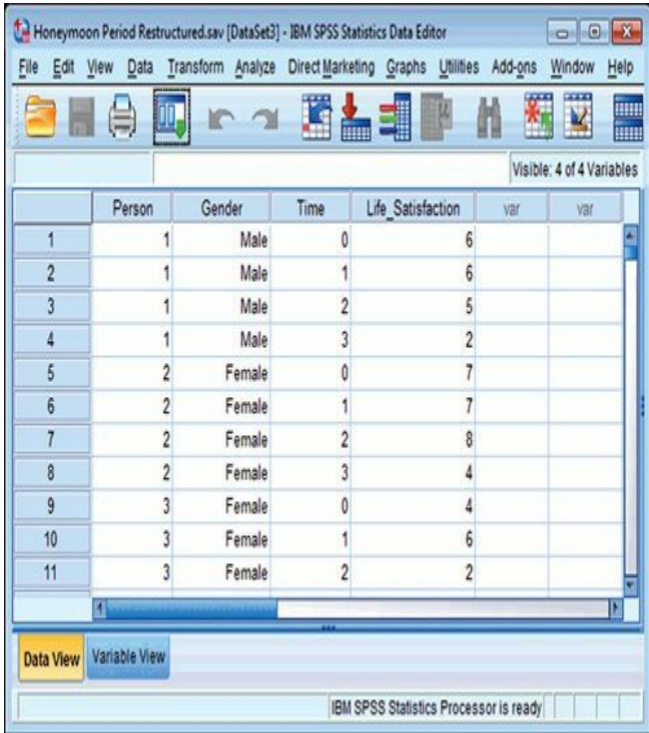 Honeymoon Period Restructured.sav [DataSet3] - IBM SPSS Statistics Data Editor
File Edit View Data Transform Analyze Direct Marketing Graphs Utilities Add-ons Window Help
Visible: 4 of 4 Variables
Person Gender Time Life_Satisfaction var var
1 1 Male 0 6
2 1 Male 1 6
3 1 Male 2 5
4 1 Male 3 2
5 2 Female 0 7
6 2 Female 1 7
7 2 Female 2 8
8 2 Female 3 4
9 3 Female 0 4
10 3 Female 1 6
11 3 Female 2 2
Data View Variable View
IBM SPSS Statistics Processor is ready